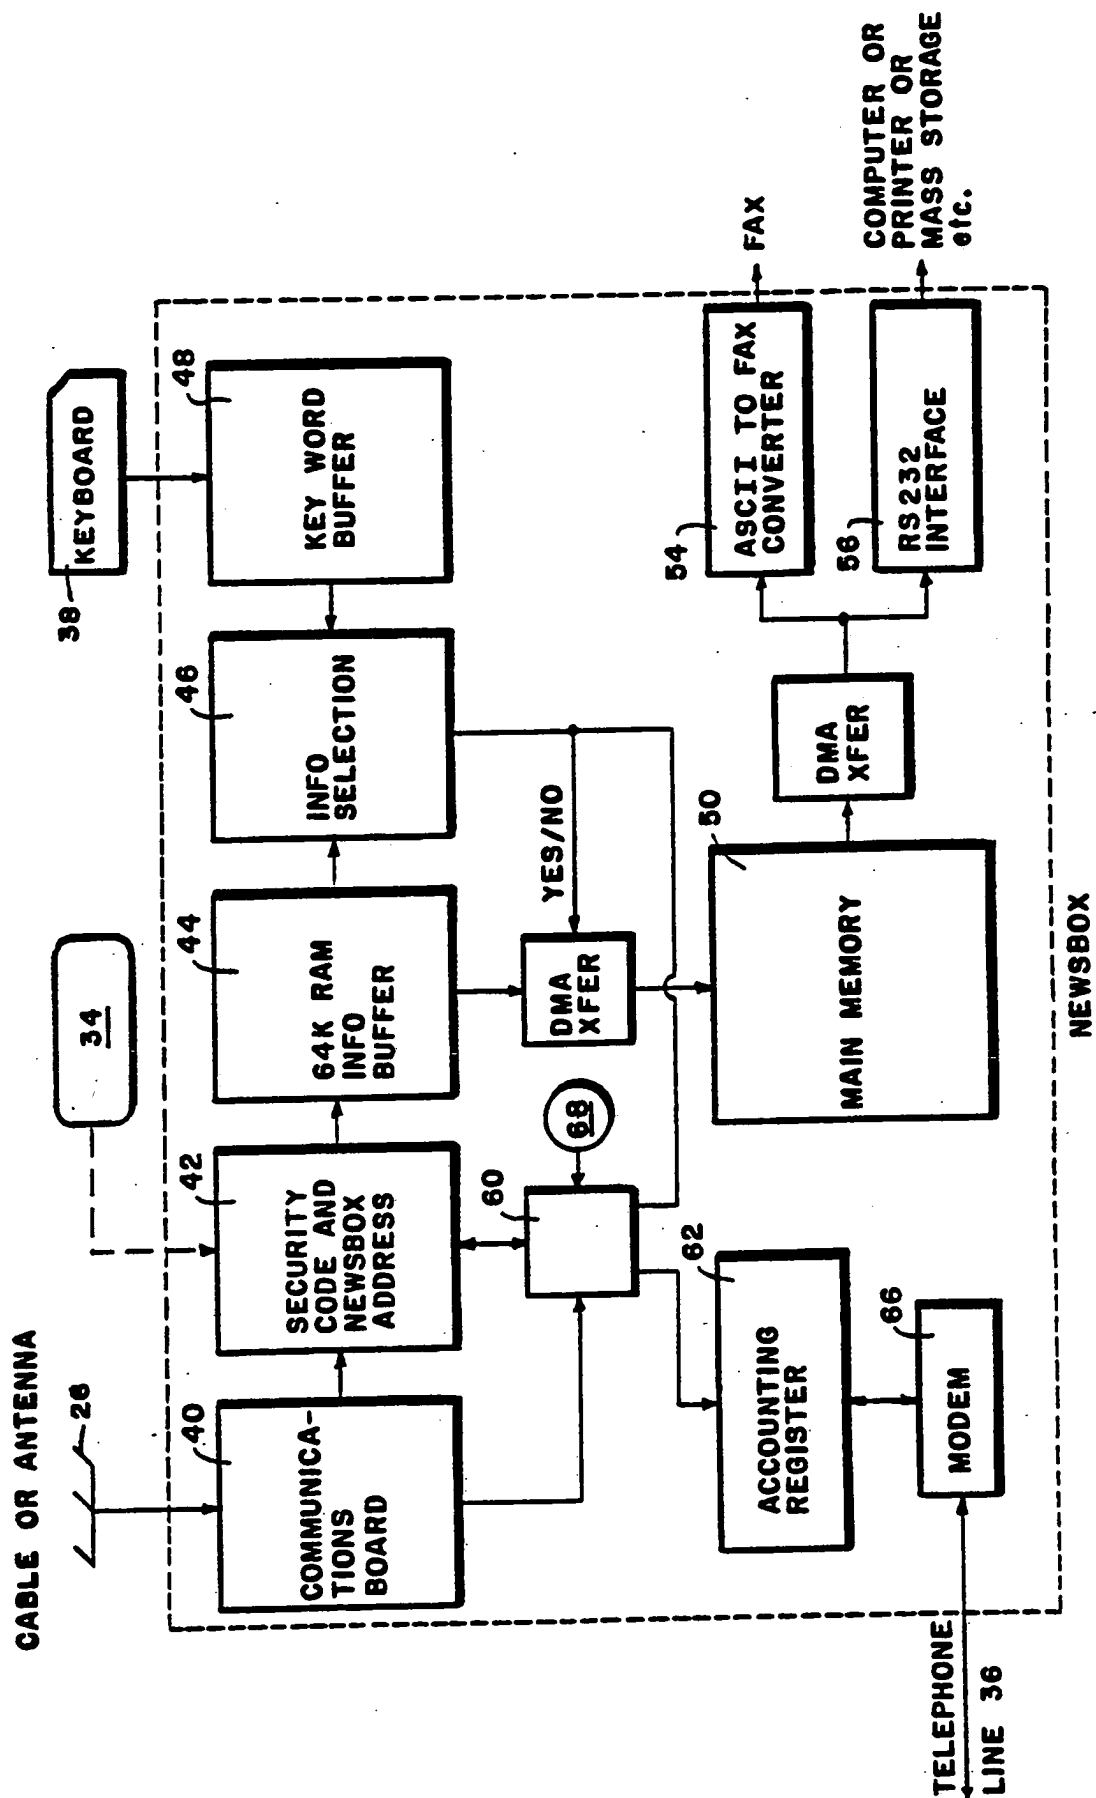 CABLE OR ANTENNA
26
34
38
KEYBOARD
40
COMMUNICA-
TIONS
BOARD
42
SECURITY
CODE AND
NEWSBOX
ADDRESS
44
64K RAM
INFO
BUFFER
46
INFO
SELECTION
48
KEY WORD
BUFFER
YES/NO
DMA
XFER
68
60
62
ACCOUNTING
REGISTER
66
MODEM
50
MAIN MEMORY
DMA
XFER
54
ASCII TO FAX
CONVERTER
FAX
56
RS232
INTERFACE
COMPUTER OR
PRINTER OR
MASS STORAGE
etc.
TELEPHONE
LINE 36
NEWSBOX